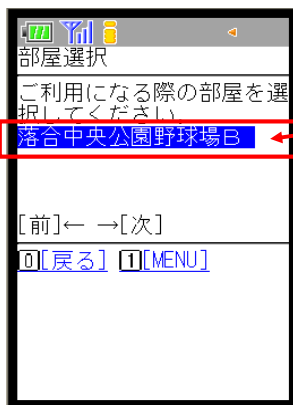 部屋選択
ご利用になる際の部屋を選
択してください
落合中央公園野球場B
[前]← →[次]
0[戻る] 1[MENU]